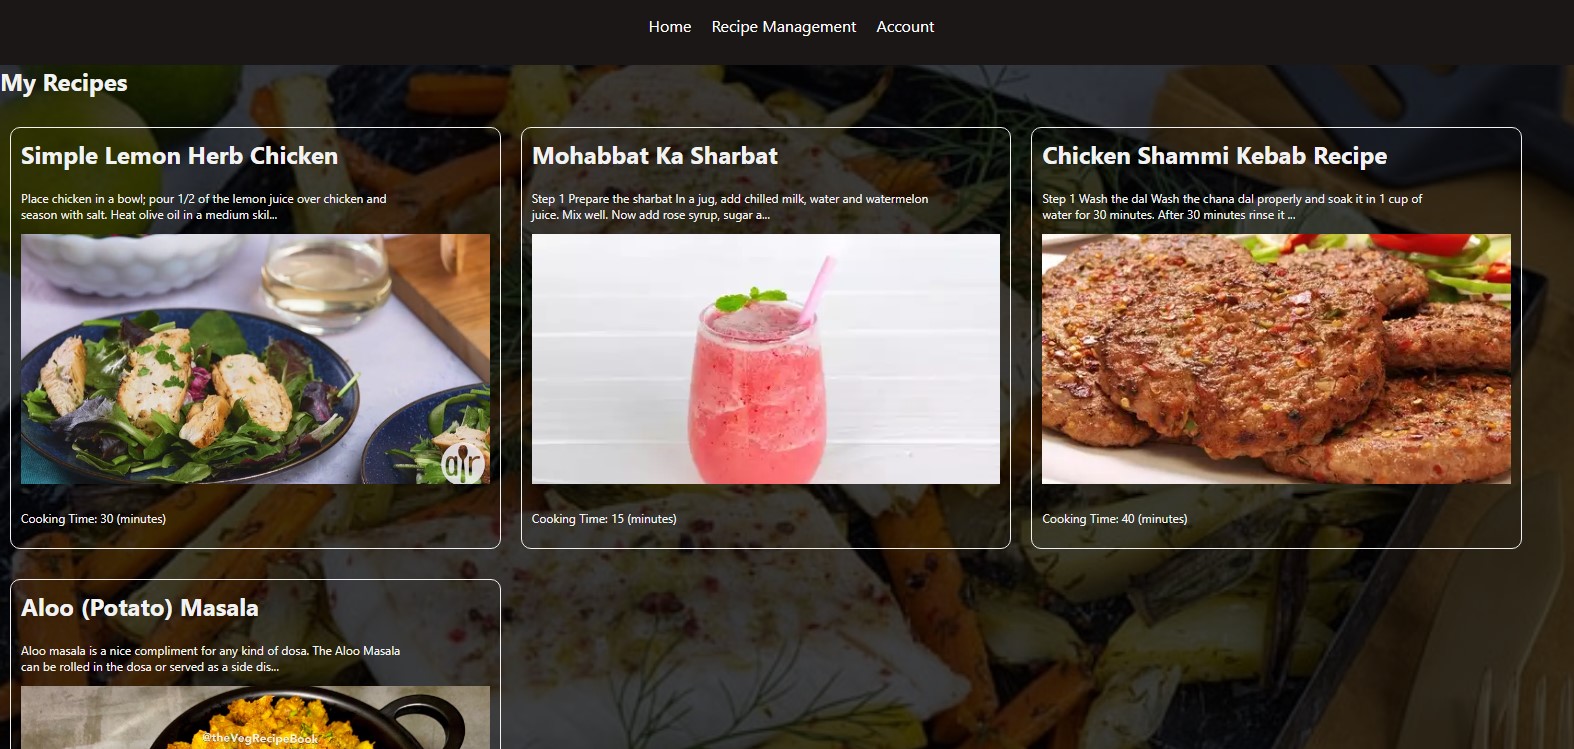 Home Recipe Management Account
My Recipes
Simple Lemon Herb Chicken
Place chicken in a bowl; pour 1/2 of the lemon juice over chicken and
season with salt. Heat olive oil in a medium skil...
ar
Cooking Time: 30 (minutes)
Mohabbat Ka Sharbat
Step 1 Prepare the sharbat In a jug, add chilled milk, water and watermelon
juice. Mix well. Now add rose syrup, sugar a...
Cooking Time: 15 (minutes)
Chicken Shammi Kebab Recipe
Step 1 Wash the dal Wash the chana dal properly and soak it in 1 cup of
water for 30 minutes. After 30 minutes rinse it ...
Cooking Time: 40 (minutes)
Aloo (Potato) Masala
Aloo masala is a nice compliment for any kind of dosa. The Aloo Masala
can be rolled in the dosa or served as a side dis...
@theVegRecipeBook